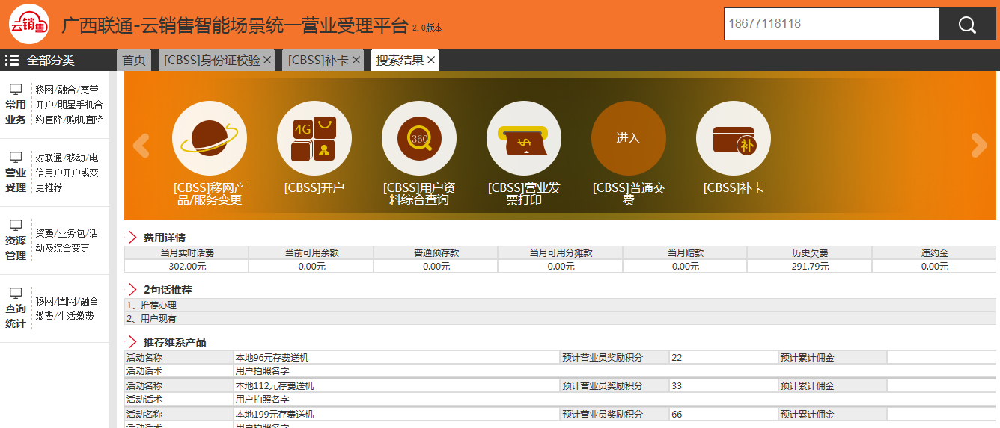 云销售
广西联通-云销售智能场景统一营业受理平台 2.0版本
18677118118
全部分类
首页 [CBSS]身份证校验 [CBSS]补卡 搜索结果
常用
业务
移网/融合/宽带
开户/明星手机合
约直降/购机直降
营业
受理
对联通/移动/电
信用户开户或变
更推荐
资源
管理
资费/业务包/活
动及综合变更
查询
统计
移网/固网/融合
缴费/生活缴费
4G
360
进入
补
[CBSS]移网产
品/服务变更
[CBSS]开户
[CBSS]用户资
料综合查询
[CBSS]营业发
票打印
[CBSS]普通交
费
[CBSS]补卡
费用详情
当月实时话费 当前可用余额 普通预存款 当月可用分摊款 当月赠款 历史欠费 违约金
302.00元 0.00元 0.00元 0.00元 0.00元 291.79元 0.00元
2句话推荐
1、推荐办理
2、用户现有
推荐维系产品
活动名称 本地96元存费送机 预计营业员奖励积分 22 预计累计佣金
活动话术 用户拍照名字
活动名称 本地112元存费送机 预计营业员奖励积分 33 预计累计佣金
活动话术 用户拍照名字
活动名称 本地199元存费送机 预计营业员奖励积分 66 预计累计佣金
活动话术 用户拍照名字